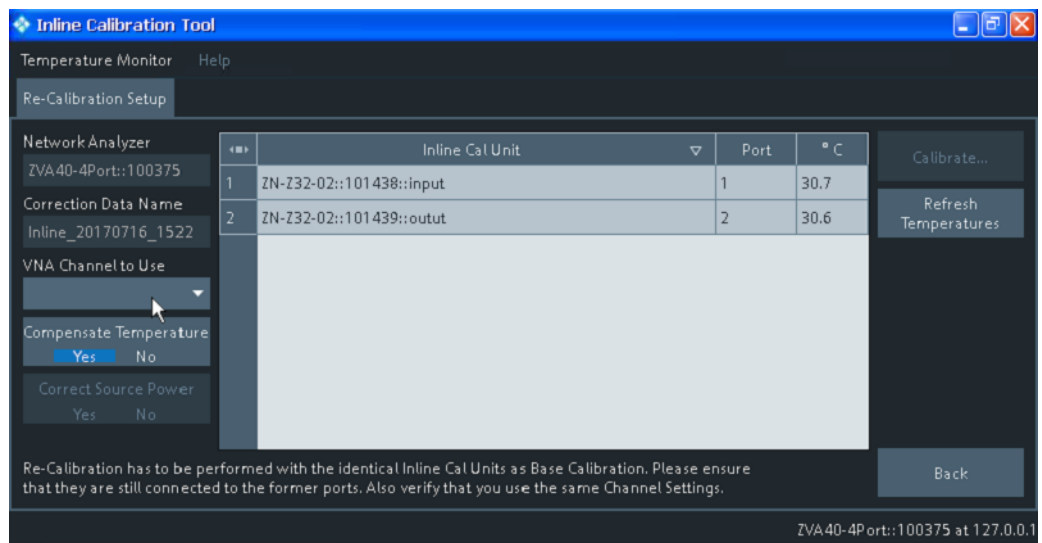 Inline Calibration Tool
Temperature Monitor Help
Re-Calibration Setup
Network Analyzer
ZVA40-4Port::100375
Correction Data Name
Inline_20170716_1522
VNA Channel to Use
Compensate Temperature
Yes No
Correct Source Power
Yes No
Inline Cal Unit Port ° C
1 ZN-Z32-02::101438::input 1 30.7
2 ZN-Z32-02::101439::outut 2 30.6
Calibrate...
Refresh
Temperatures
Re-Calibration has to be performed with the identical Inline Cal Units as Base Calibration. Please ensure
that they are still connected to the former ports. Also verify that you use the same Channel Settings.
Back
ZVA40-4Port::100375 at 127.0.0.1